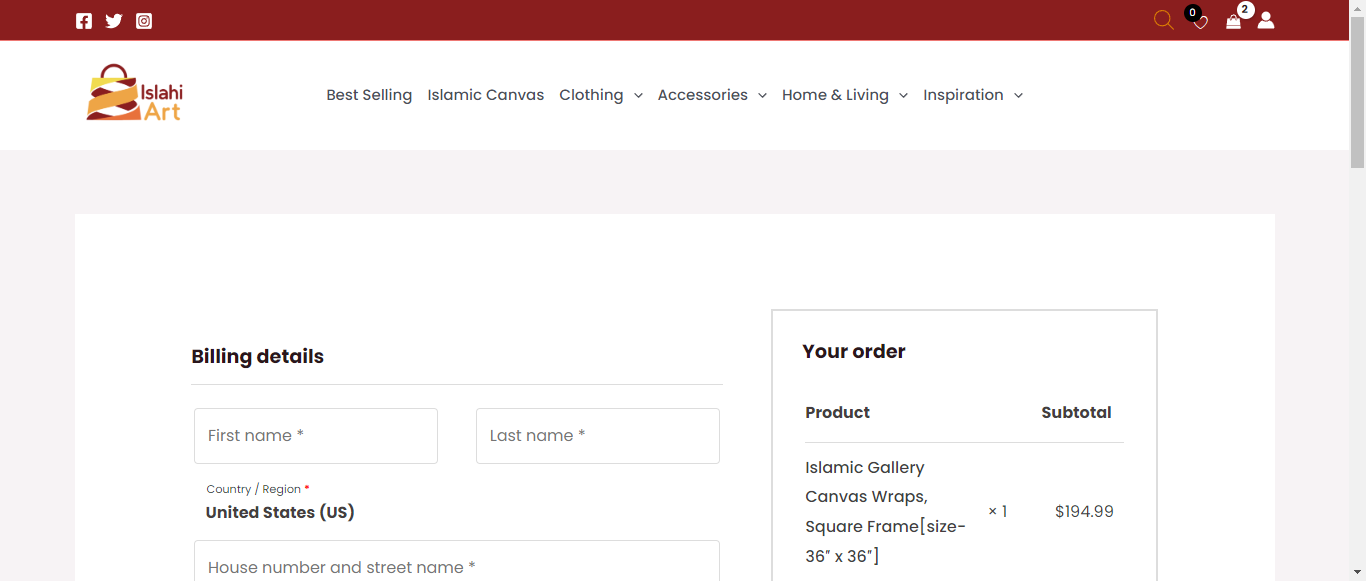 0
2
Islahi
Art
Best Selling Islamic Canvas Clothing Accessories Home & Living Inspiration
Billing details
First name * Last name *
Country / Region *
United States (US)
House number and street name *
Your order
Product Subtotal
Islamic Gallery
Canvas Wraps,
Square Frame[size-
36″ x 36″]
× 1 $194.99